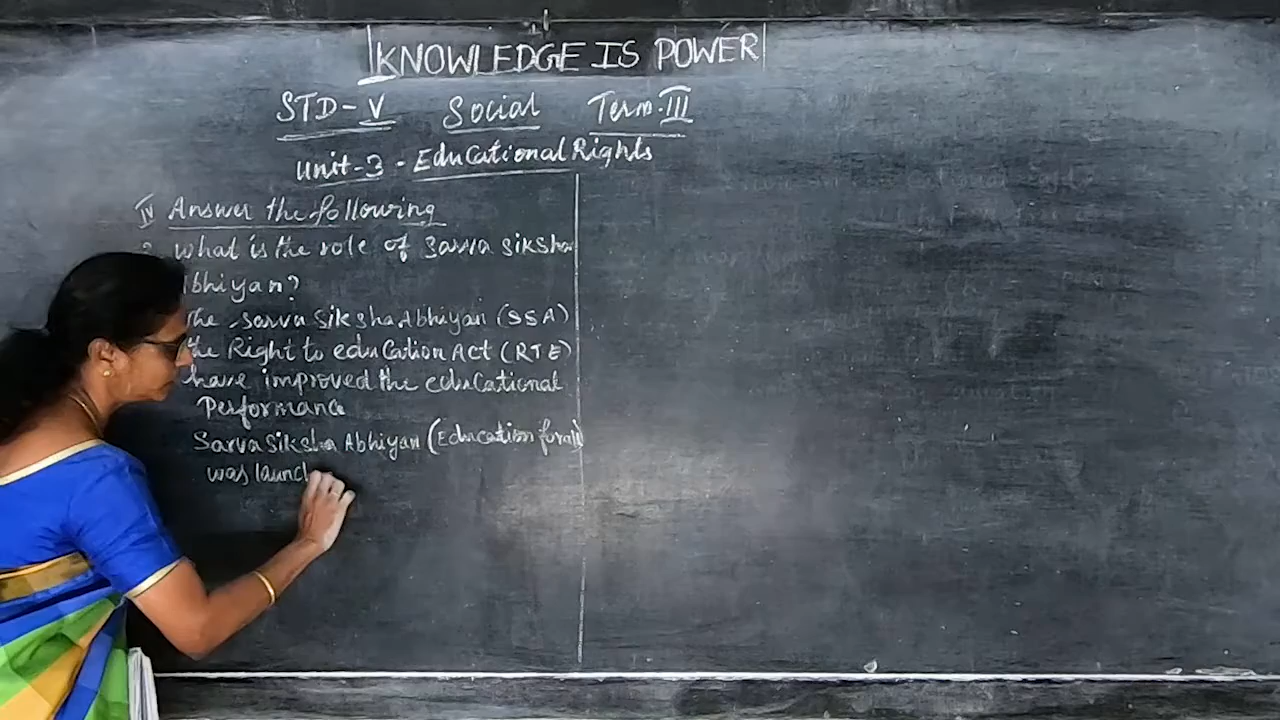 KNOWLEDGE IS POWER
STD-V Social Term-III
Unit-3 - Educational Rights
IV Answer the following
What is the role of Sarva Siksha
Abhiyan?
The Sarva Siksha Abhiyan (SSA)
the Right to education Act (RTE)
have improved the educational
Performance
Sarva Siksha Abhiyan (Education for all)
was launch